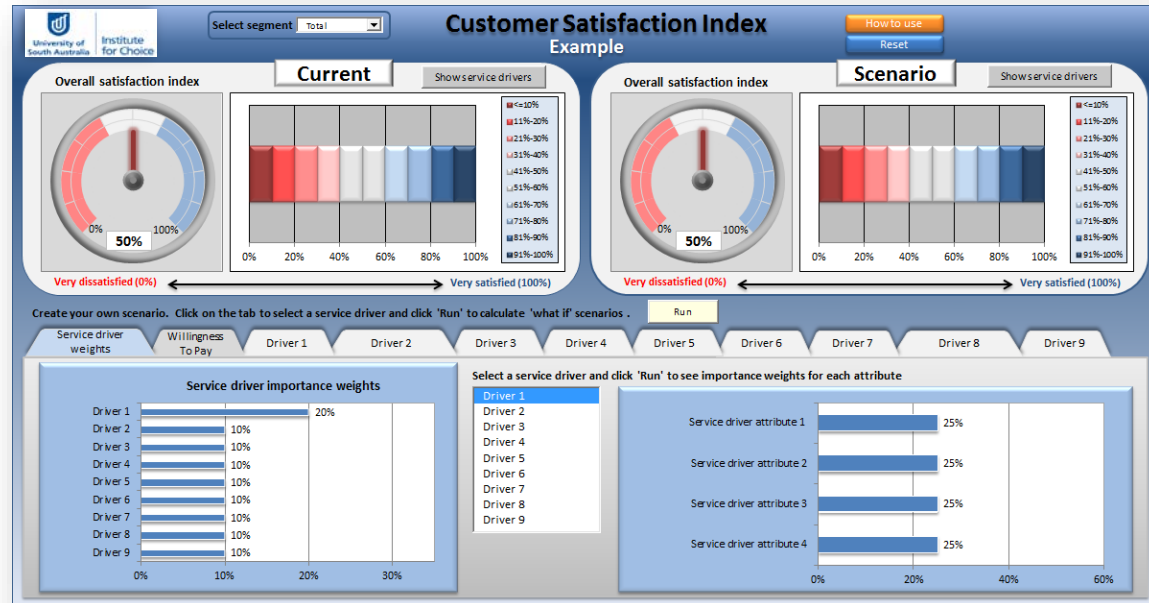 University of
South Australia
Institute
for Choice
Select segment Total
Customer Satisfaction Index
Example
How to use
Reset
Overall satisfaction index
Current
Show service drivers
0%
100%
50%
0% 20% 40% 60% 80% 100%
<=10%
11%-20%
21%-30%
31%-40%
41%-50%
51%-60%
61%-70%
71%-80%
81%-90%
91%-100%
Very dissatisfied (0%)
Very satisfied (100%)
Overall satisfaction index
Scenario
Show service drivers
0%
100%
50%
0% 20% 40% 60% 80% 100%
<=10%
11%-20%
21%-30%
31%-40%
41%-50%
51%-60%
61%-70%
71%-80%
81%-90%
91%-100%
Very dissatisfied (0%)
Very satisfied (100%)
Create your own scenario. Click on the tab to select a service driver and click 'Run' to calculate 'what if' scenarios .
Run
Service driver
weights
Willingness
To Pay
Driver 1
Driver 2
Driver 3
Driver 4
Driver 5
Driver 6
Driver 7
Driver 8
Driver 9
Service driver importance weights
Driver 1 20%
Driver 2 10%
Driver 3 10%
Driver 4 10%
Driver 5 10%
Driver 6 10%
Driver 7 10%
Driver 8 10%
Driver 9 10%
0% 10% 20% 30%
Select a service driver and click 'Run' to see importance weights for each attribute
Driver 1
Driver 2
Driver 3
Driver 4
Driver 5
Driver 6
Driver 7
Driver 8
Driver 9
Service driver attribute 1 25%
Service driver attribute 2 25%
Service driver attribute 3 25%
Service driver attribute 4 25%
0% 20% 40% 60%